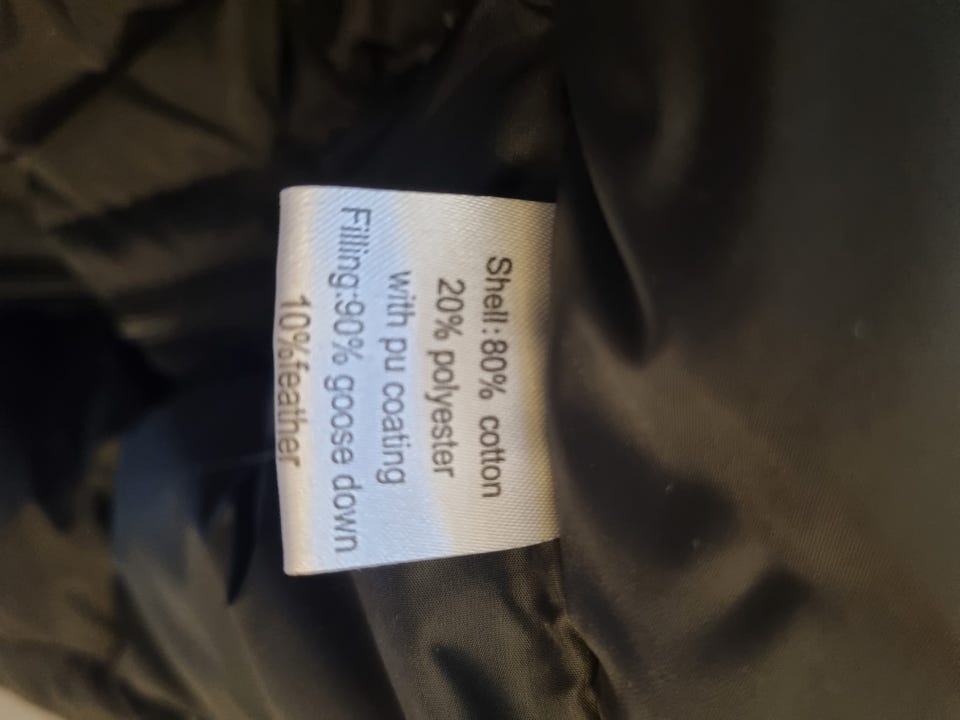 Shell:80% cotton
20% polyester
with pu coating
Filling:90% goose down
10%feather